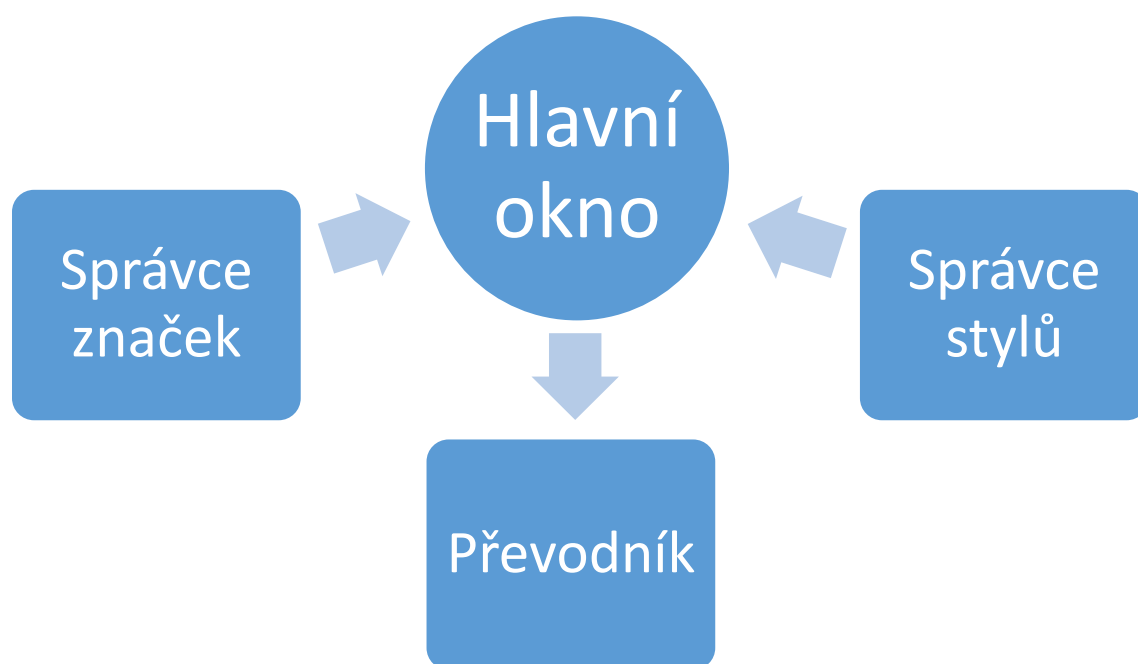 Hlavní
okno
Správce
značek
Správce
stylů
Převodník